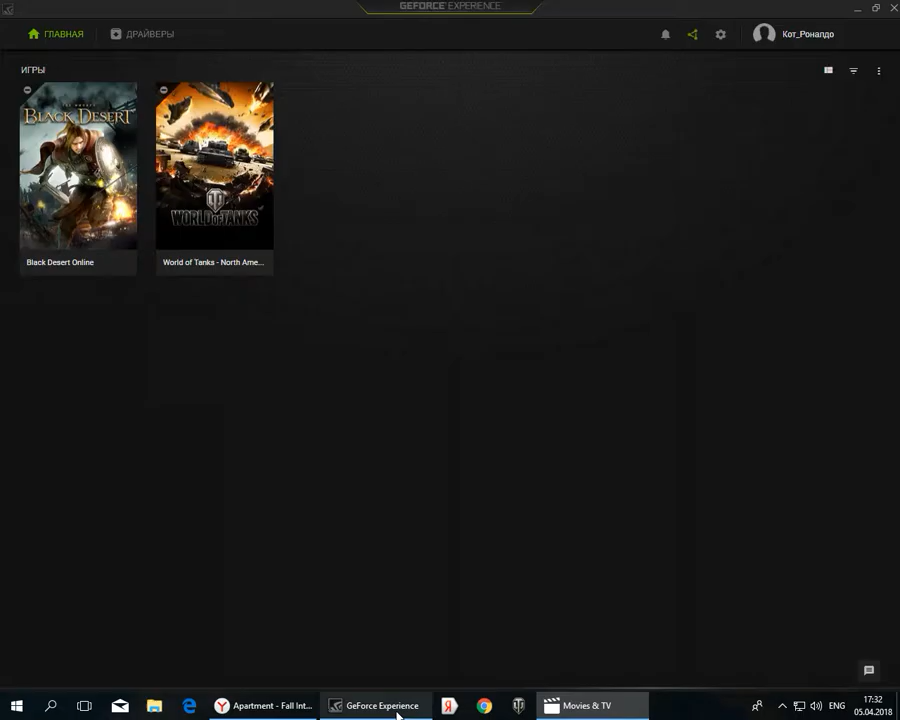 GEFORCE EXPERIENCE
ГЛАВНАЯ
ДРАЙВЕРЫ
Кот_Роналдо
ИГРЫ
BLACK DESERT
WORLD OF TANKS
Black Desert Online
World of Tanks - North Ame...
Apartment - Fall Int...
GeForce Experience
Я
Movies & TV
ENG
17:32
05.04.2018